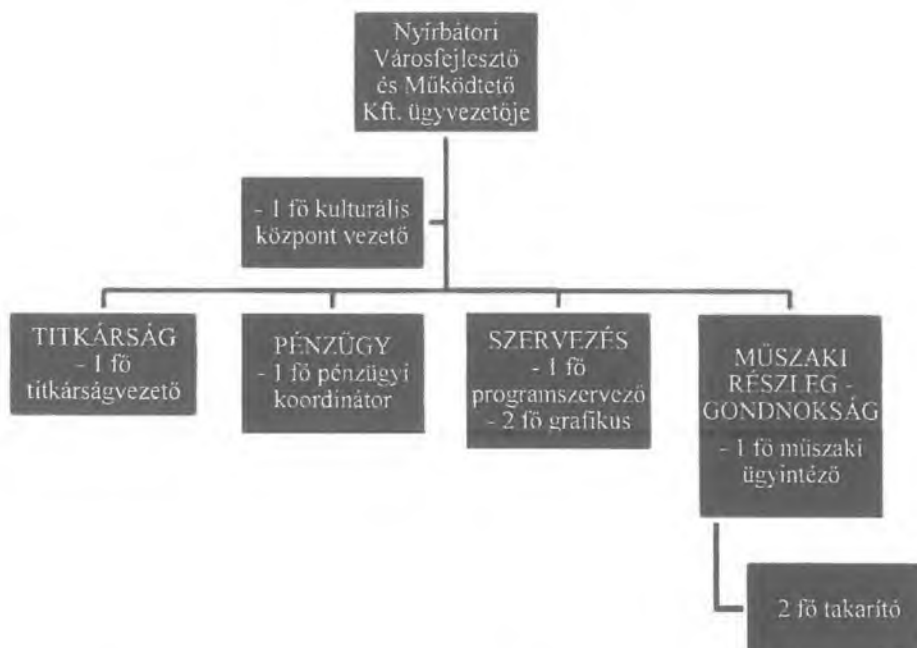 Nyírbátori
Városfejlesztő
és Működtető
Kft. ügyvezetője
- 1 fő kulturális
központ vezető
TITKÁRSÁG
- 1 fő
titkárságvezető
PÉNZÜGY
- 1 fő pénzügyi
koordinátor
SZERVEZÉS
- 1 fő
programszervező
- 2 fő grafikus
MŰSZAKI
RÉSZLEG -
GONDNOKSÁG
- 1 fő műszaki
ügyintéző
2 fő takarító